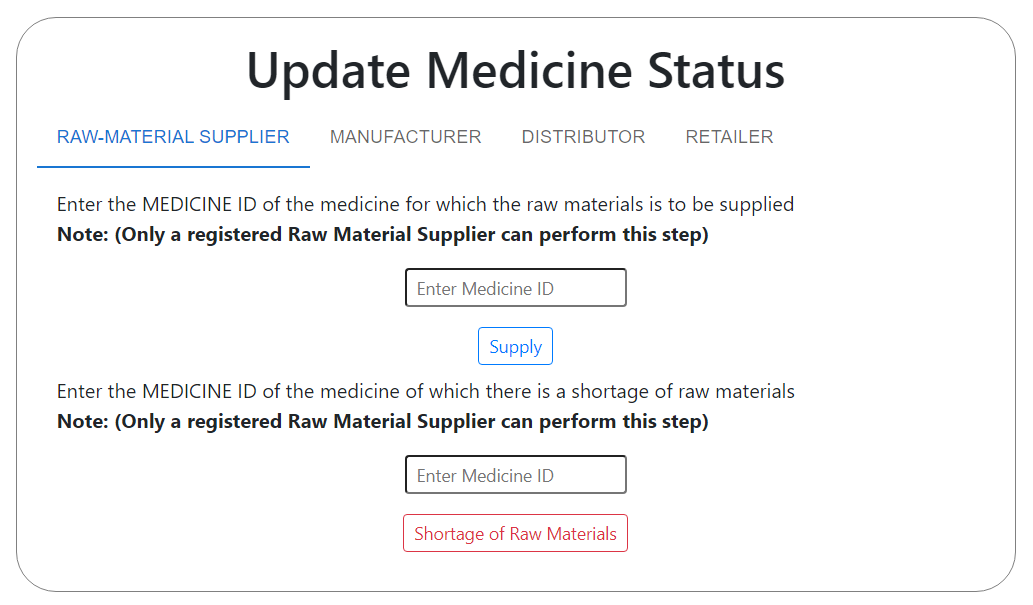 Update Medicine Status
RAW-MATERIAL SUPPLIER MANUFACTURER DISTRIBUTOR RETAILER
Enter the MEDICINE ID of the medicine for which the raw materials is to be supplied
Note: (Only a registered Raw Material Supplier can perform this step)
Enter Medicine ID
Supply
Enter the MEDICINE ID of the medicine of which there is a shortage of raw materials
Note: (Only a registered Raw Material Supplier can perform this step)
Enter Medicine ID
Shortage of Raw Materials